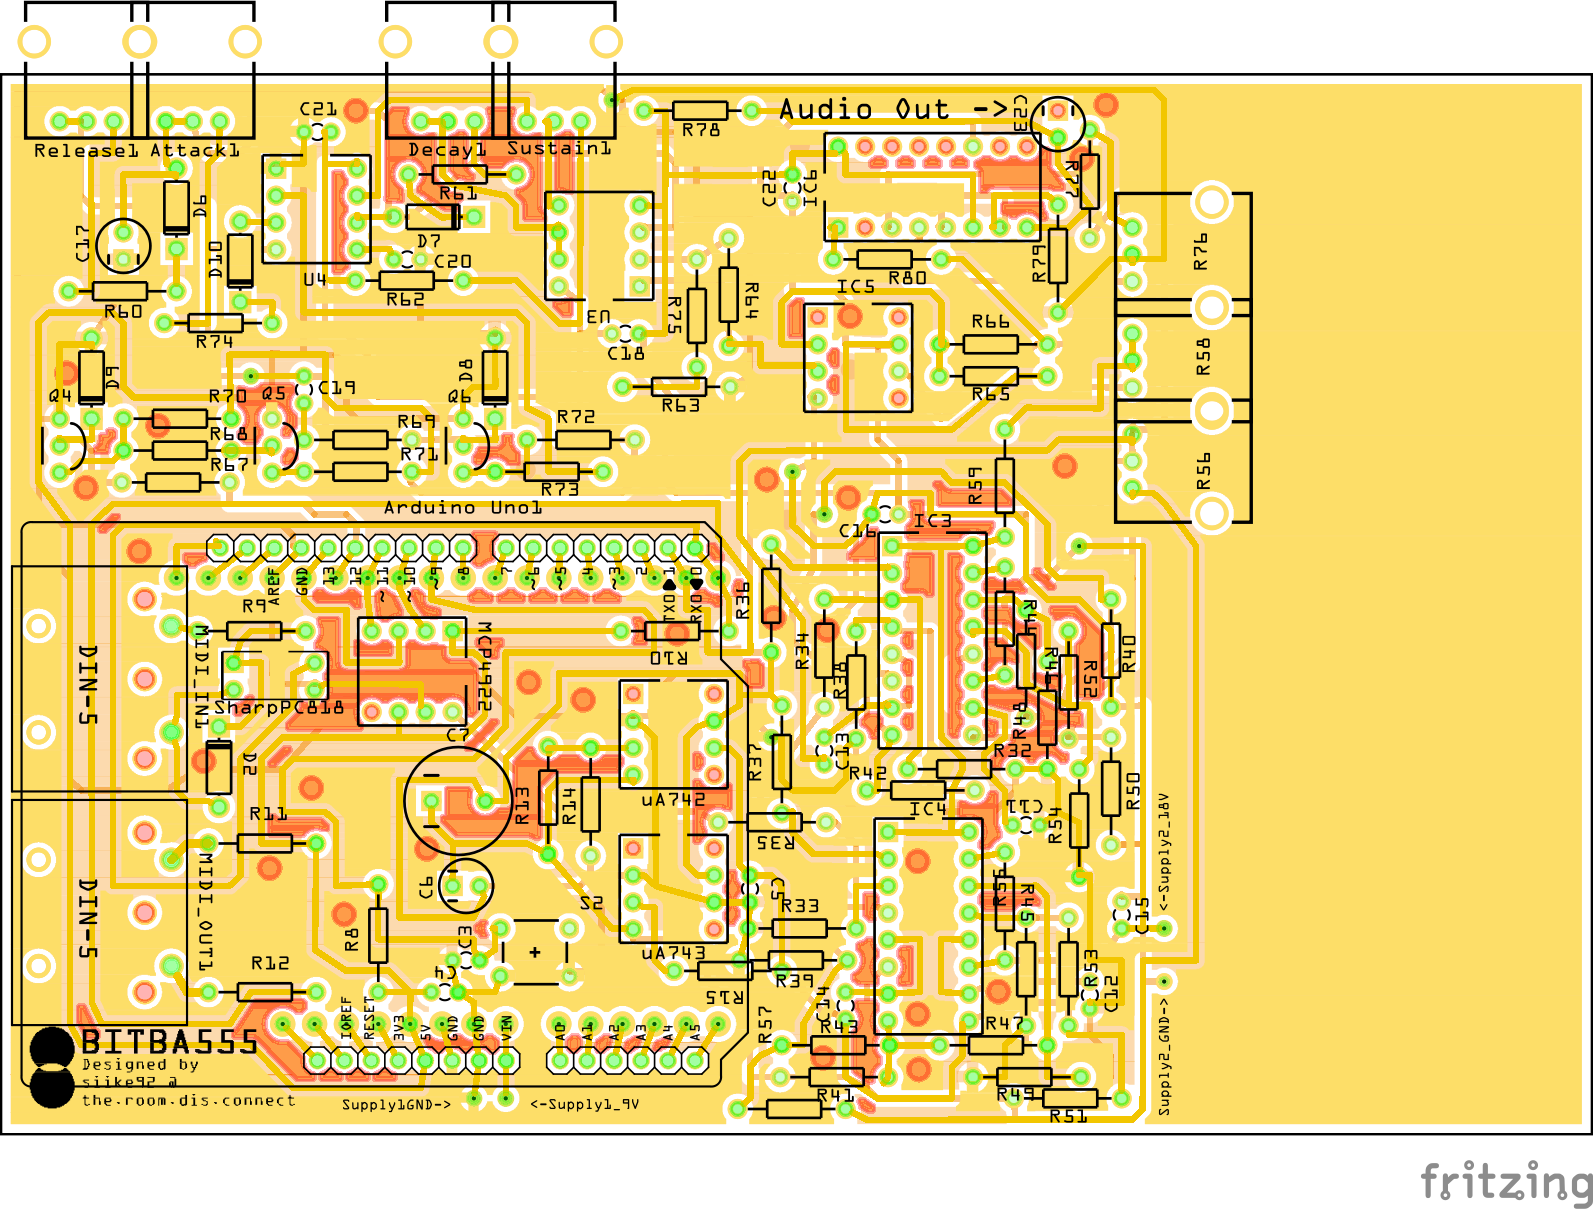 C21
Audio Out ->
C23
R78
Release1
Attack1
Decay1
Sustain1
R77
C22
IC6
R61
D6
D7
C17
D10
C20
R76
R79
U4
R62
R80
IC5
R60
R64
R75
U3
R74
R66
C18
R58
D9
D8
R65
Q4
R70
Q5
C19
Q6
R63
R69
R72
R68
R71
R67
R73
R59
R56
Arduino Uno1
C16
IC3
AREF
GND
13
12
~11
~10
~9
8
7
~6
~5
4
~3
2
TX0 1
RX0 0
R36
R9
R10
R34
R38
R40
R52
MIDI_IN1
DIN-5
MCP4922
SharpPC818
R48
C7
R32
C13
R37
R42
D2
R13
R14
uA742
IC4
C11
R50
R11
R54
R35
<-Supply2_18V
MIDI_OUT1
DIN-5
C6
S2
C5
R33
R45
C15
R8
C3
+
uA743
R12
C4
R15
R39
R53
C12
C14
IOREF
RESET
3V3
5V
GND
GND
VIN
A0
A1
A2
A3
A4
A5
R57
R43
R47
BITBASSS
Designed by
siike92 @
the.room.dis.connect
Supply1GND->
<-Supply1_9V
R41
R49
R51
Supply2_GND->
fritzing